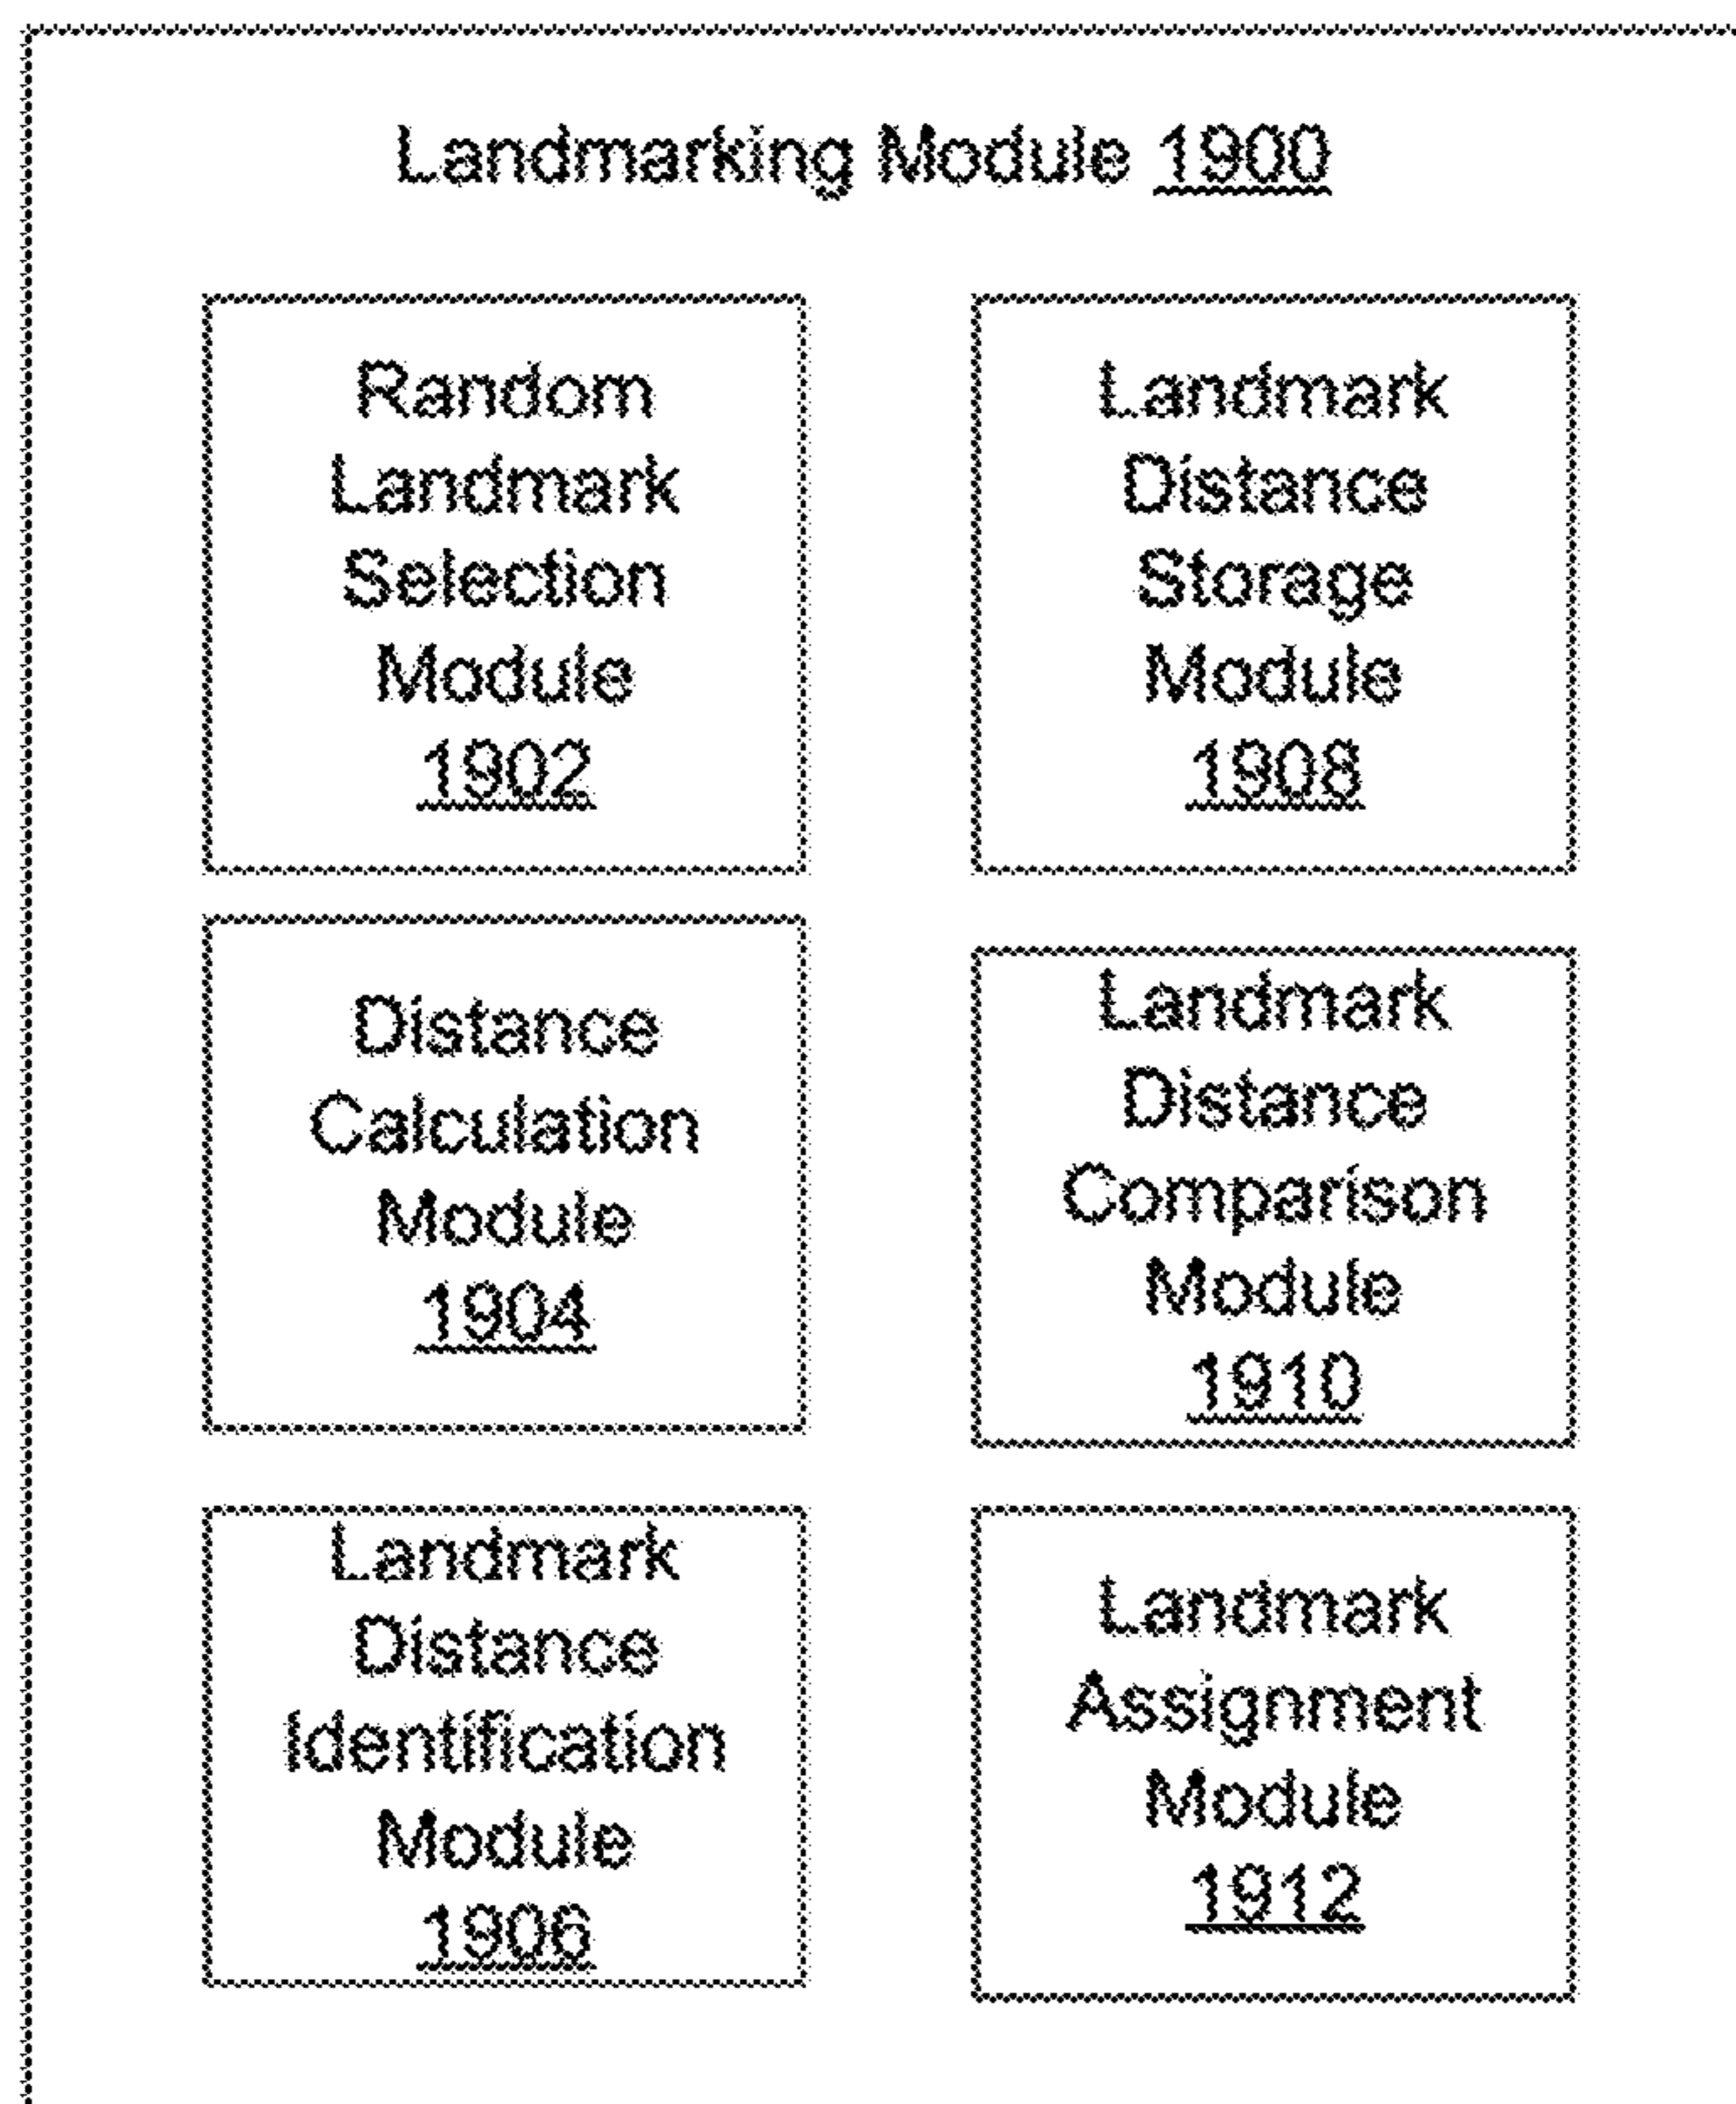 Landmarking Module 1900
Random
Landmark
Selection
Module
1902
Distance
Calculation
Module
1904
Landmark
Distance
Identification
Module
1906
Landmark
Distance
Storage
Module
1908
Landmark
Distance
Comparison
Module
1910
Landmark
Assignment
Module
1912